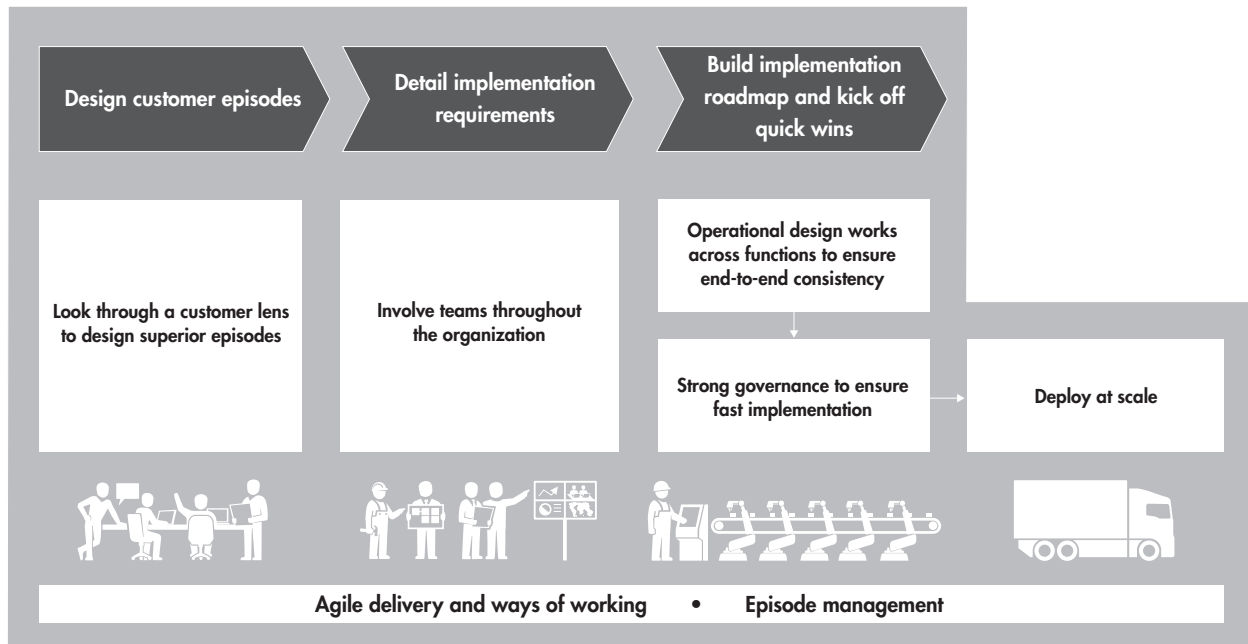 Design customer episodes
Detail implementation
requirements
Build implementation
roadmap and kick off
quick wins
Look through a customer lens
to design superior episodes
Involve teams throughout
the organization
Operational design works
across functions to ensure
end-to-end consistency
Strong governance to ensure
fast implementation
Deploy at scale
Agile delivery and ways of working • Episode management